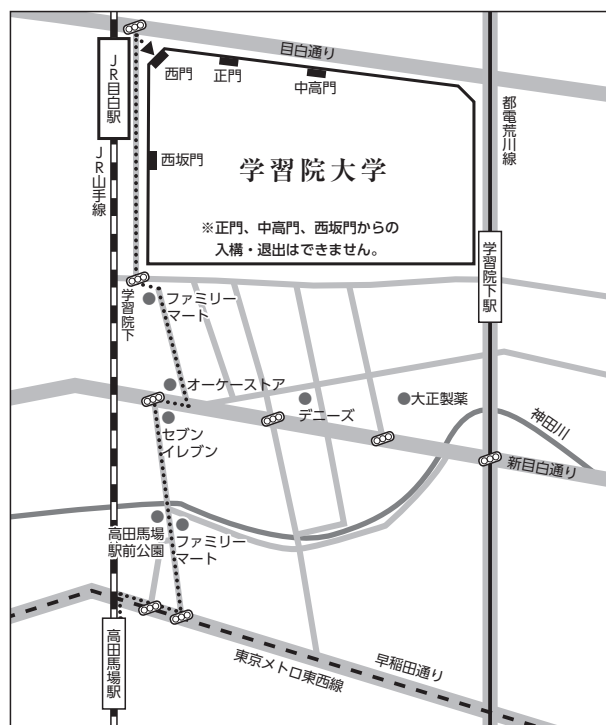 目白通り
JR目白駅
西門
正門
中高門
都電荒川線
JR山手線
西坂門
学習院大学
※正門、中高門、西坂門からの
入構・退出はできません。
学習院下駅
学習院下
ファミリー
マート
オーケーストア
デニーズ
大正製薬
セブン
イレブン
神田川
新目白通り
高田馬場
駅前公園
ファミリー
マート
高田馬場駅
東京メトロ東西線
早稲田通り